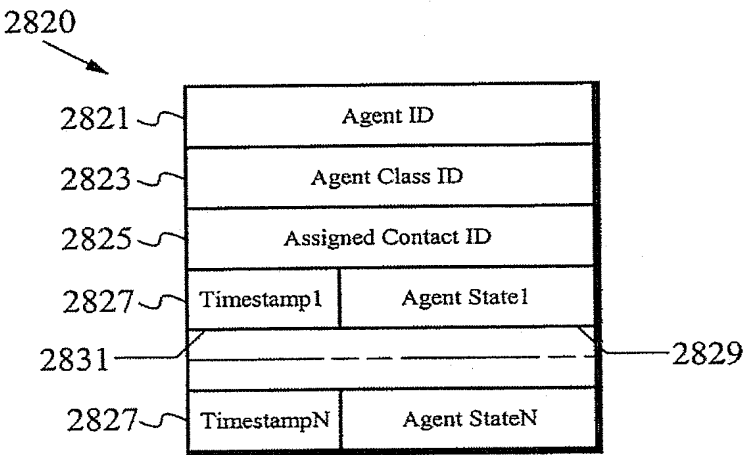 2820
2821 Agent ID
2823 Agent Class ID
2825 Assigned Contact ID
2827 Timestamp1 Agent State1
2831 2829
2827 TimestampN Agent StateN